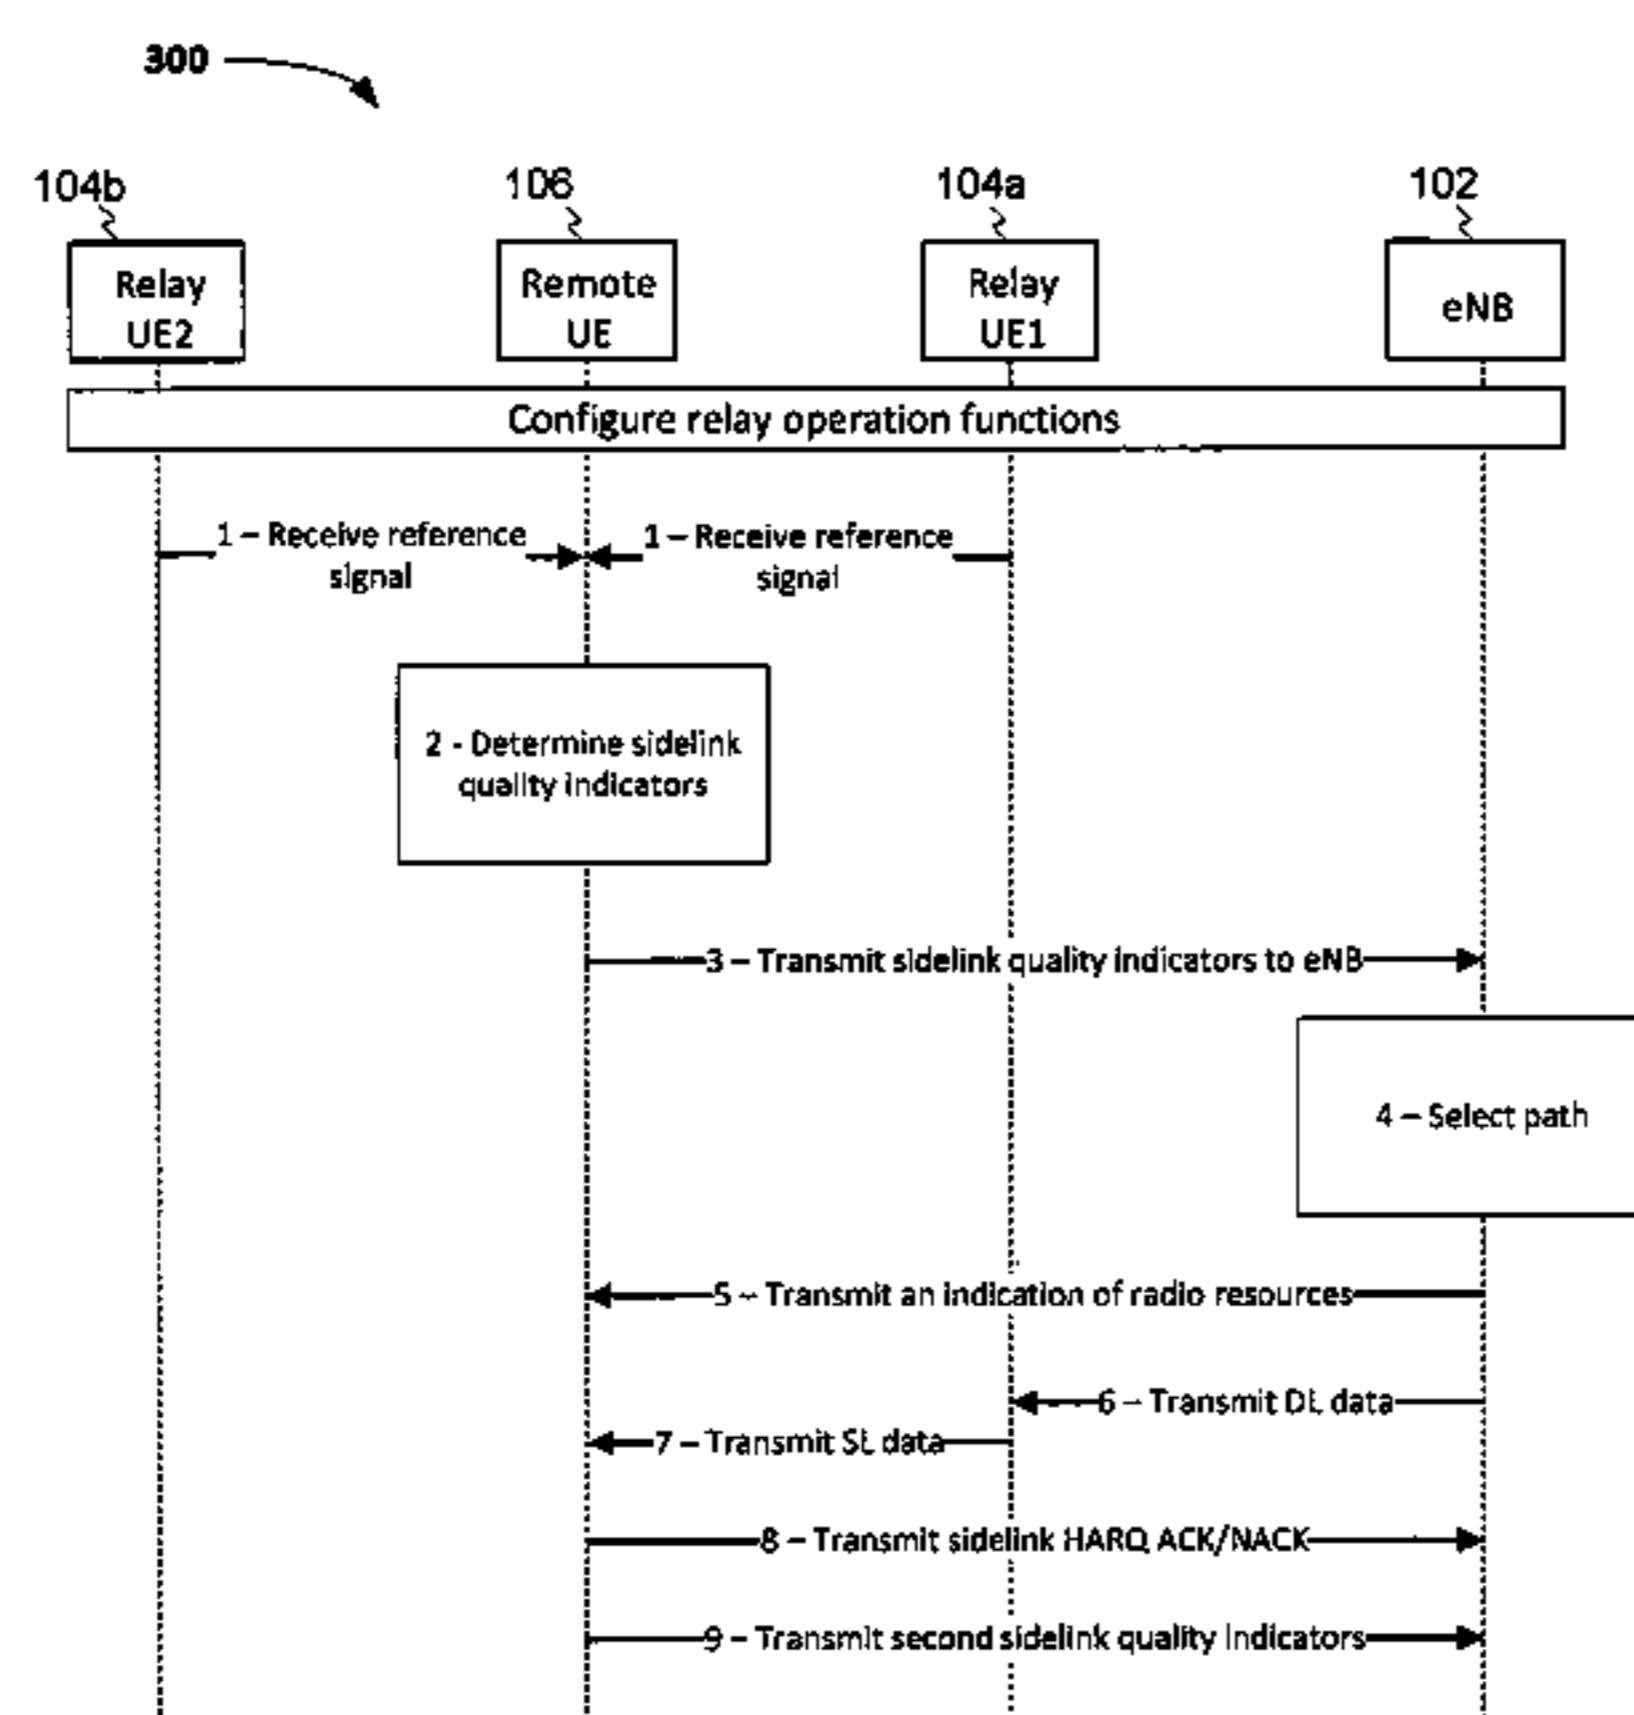 300
104b
106
104a
102
Relay
UE2
Remote
UE
Relay
UE1
eNB
Configure relay operation functions
1 – Receive reference
signal
1 – Receive reference
signal
2 - Determine sidelink
quality indicators
3 – Transmit sidelink quality indicators to eNB
4 – Select path
5 – Transmit an indication of radio resources
6 – Transmit DL data
7 – Transmit SL data
8 – Transmit sidelink HARQ ACK/NACK
9 – Transmit second sidelink quality indicators